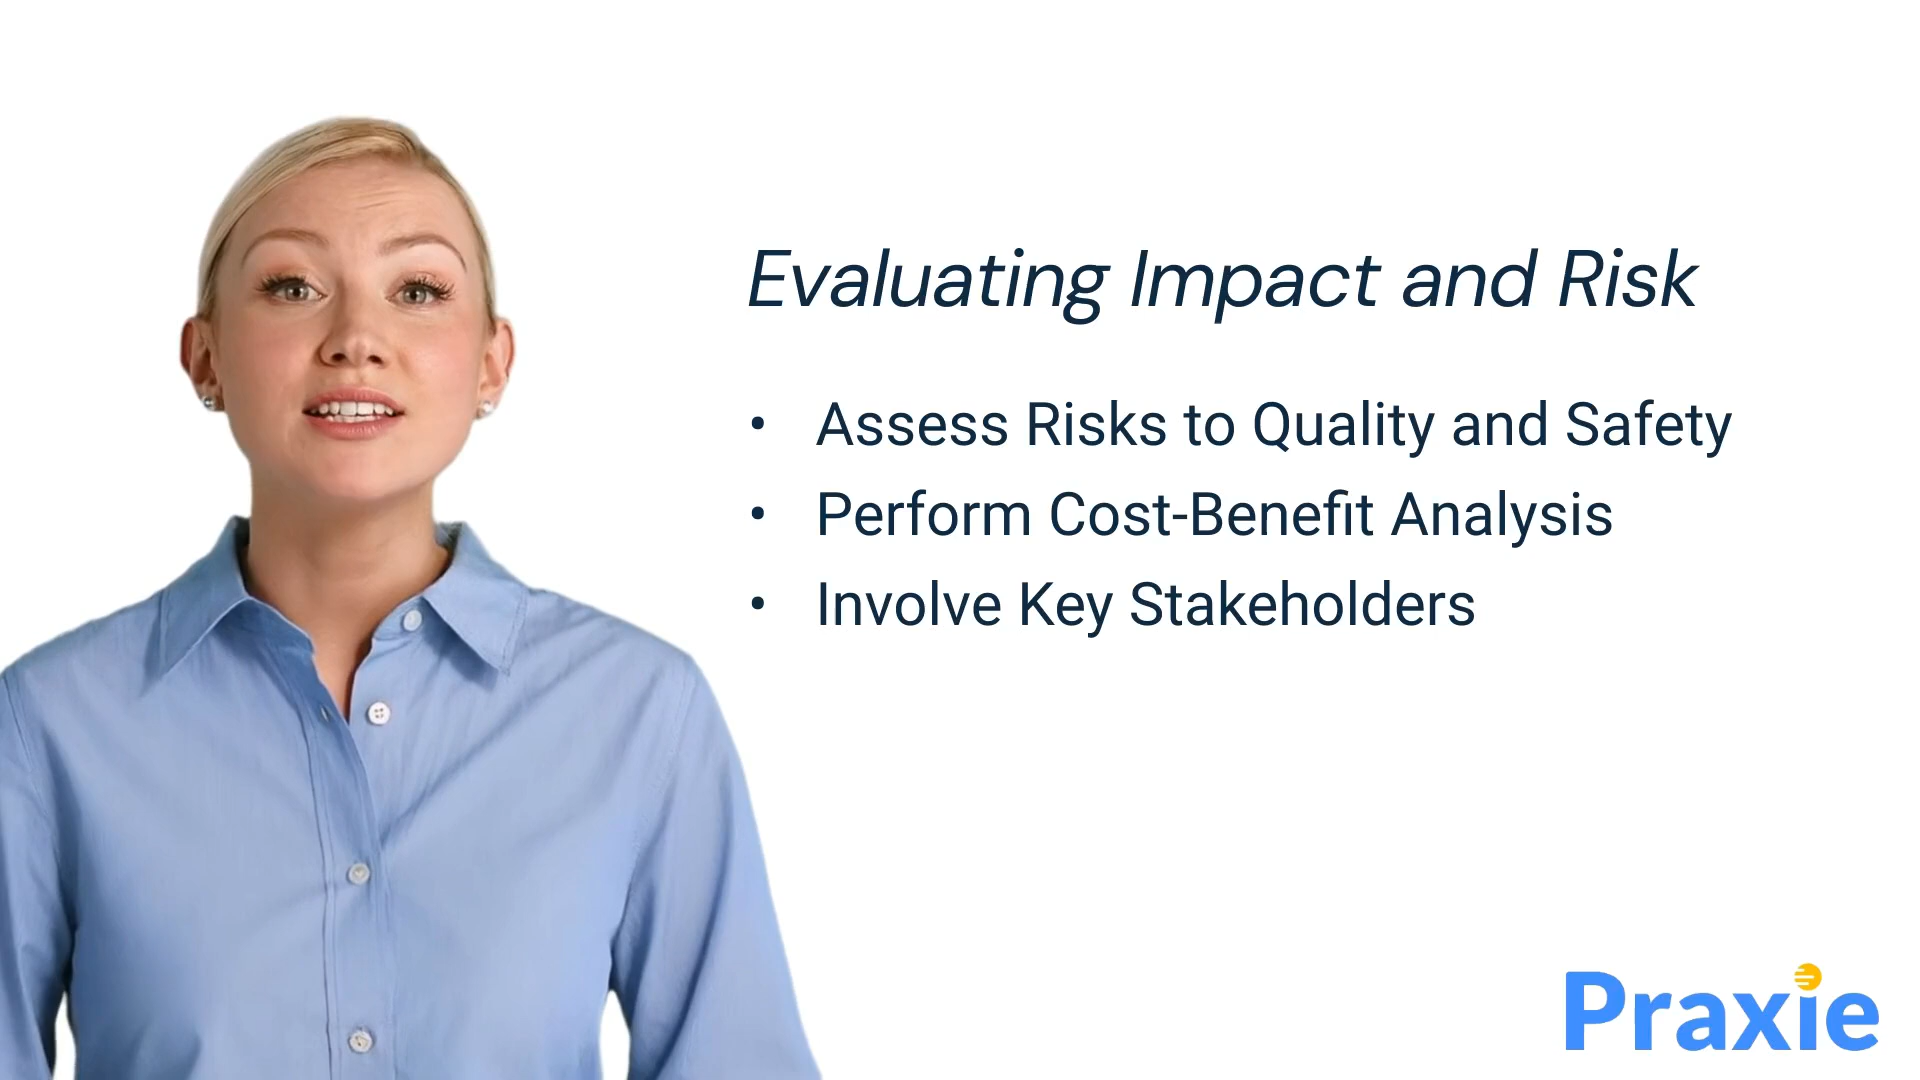 Evaluating Impact and Risk
• Assess Risks to Quality and Safety
• Perform Cost-Benefit Analysis
• Involve Key Stakeholders
Praxie